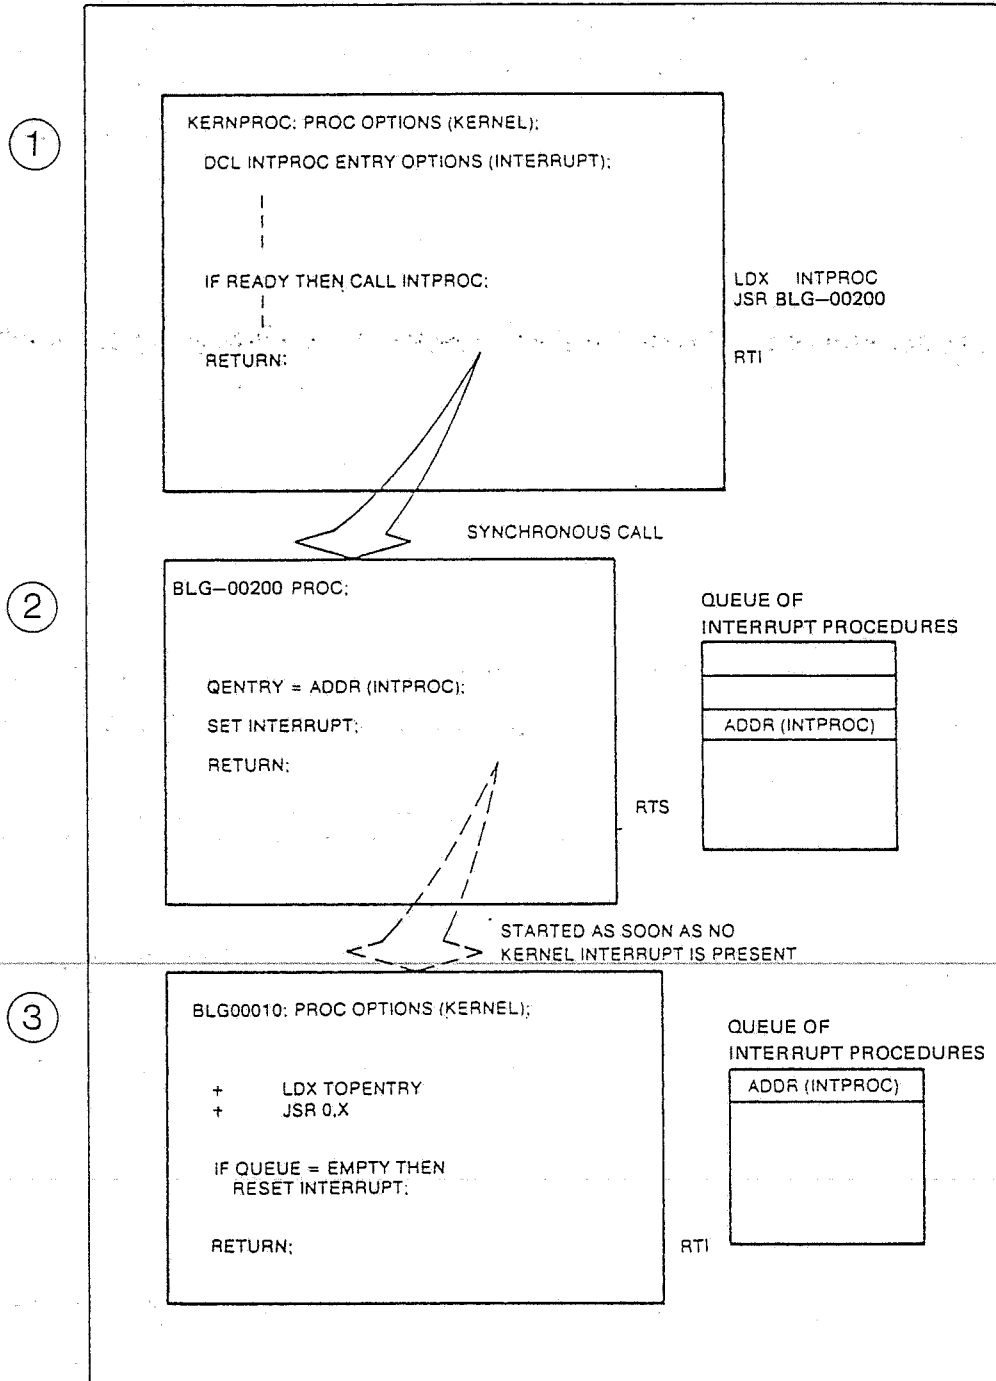 1
KERNPROC: PROC OPTIONS (KERNEL);
DCL INTPROC ENTRY OPTIONS (INTERRUPT);
IF READY THEN CALL INTPROC;
LDX INTPROC
JSR BLG—00200
RETURN;
RTI
SYNCHRONOUS CALL
2
BLG—00200 PROC;
QENTRY = ADDR (INTPROC);
SET INTERRUPT;
RETURN;
RTS
QUEUE OF
INTERRUPT PROCEDURES
ADDR (INTPROC)
STARTED AS SOON AS NO
KERNEL INTERRUPT IS PRESENT
3
BLG00010: PROC OPTIONS (KERNEL);
+ LDX TOPENTRY
+ JSR 0,X
IF QUEUE = EMPTY THEN
RESET INTERRUPT;
RETURN;
RTI
QUEUE OF
INTERRUPT PROCEDURES
ADDR (INTPROC)